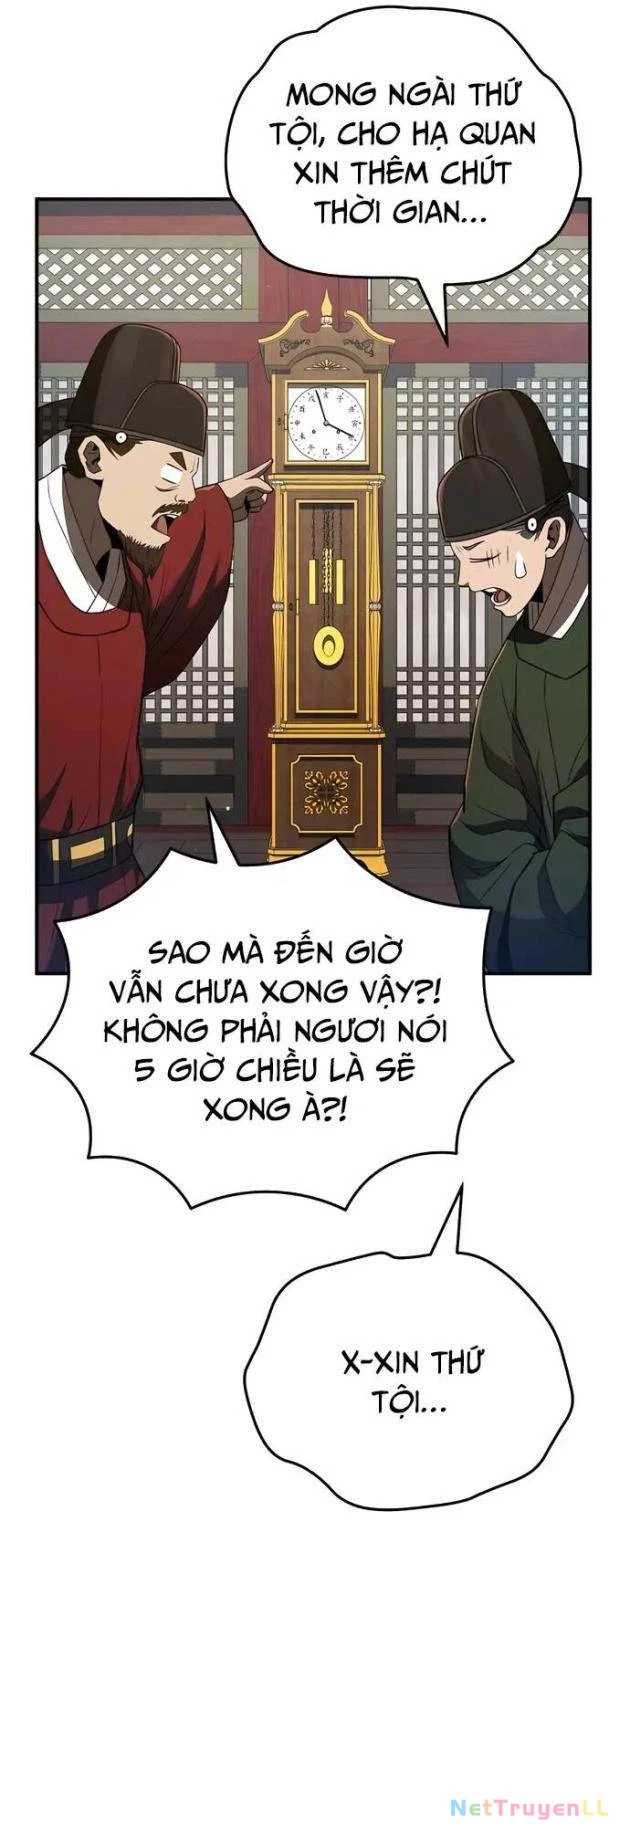 MONG NGÀI THỨ
TỘI, CHO HẠ QUAN
XIN THÊM CHÚT
THỜI GIAN...
SAO MÀ ĐẾN GIỜ
VẪN CHƯA XONG VẬY?!
KHÔNG PHẢI NGƯƠI NÓI
5 GIỜ CHIỀU LÀ SẼ
XONG À?!
X-XIN THỨ
TỘI...
NetTruyenLL